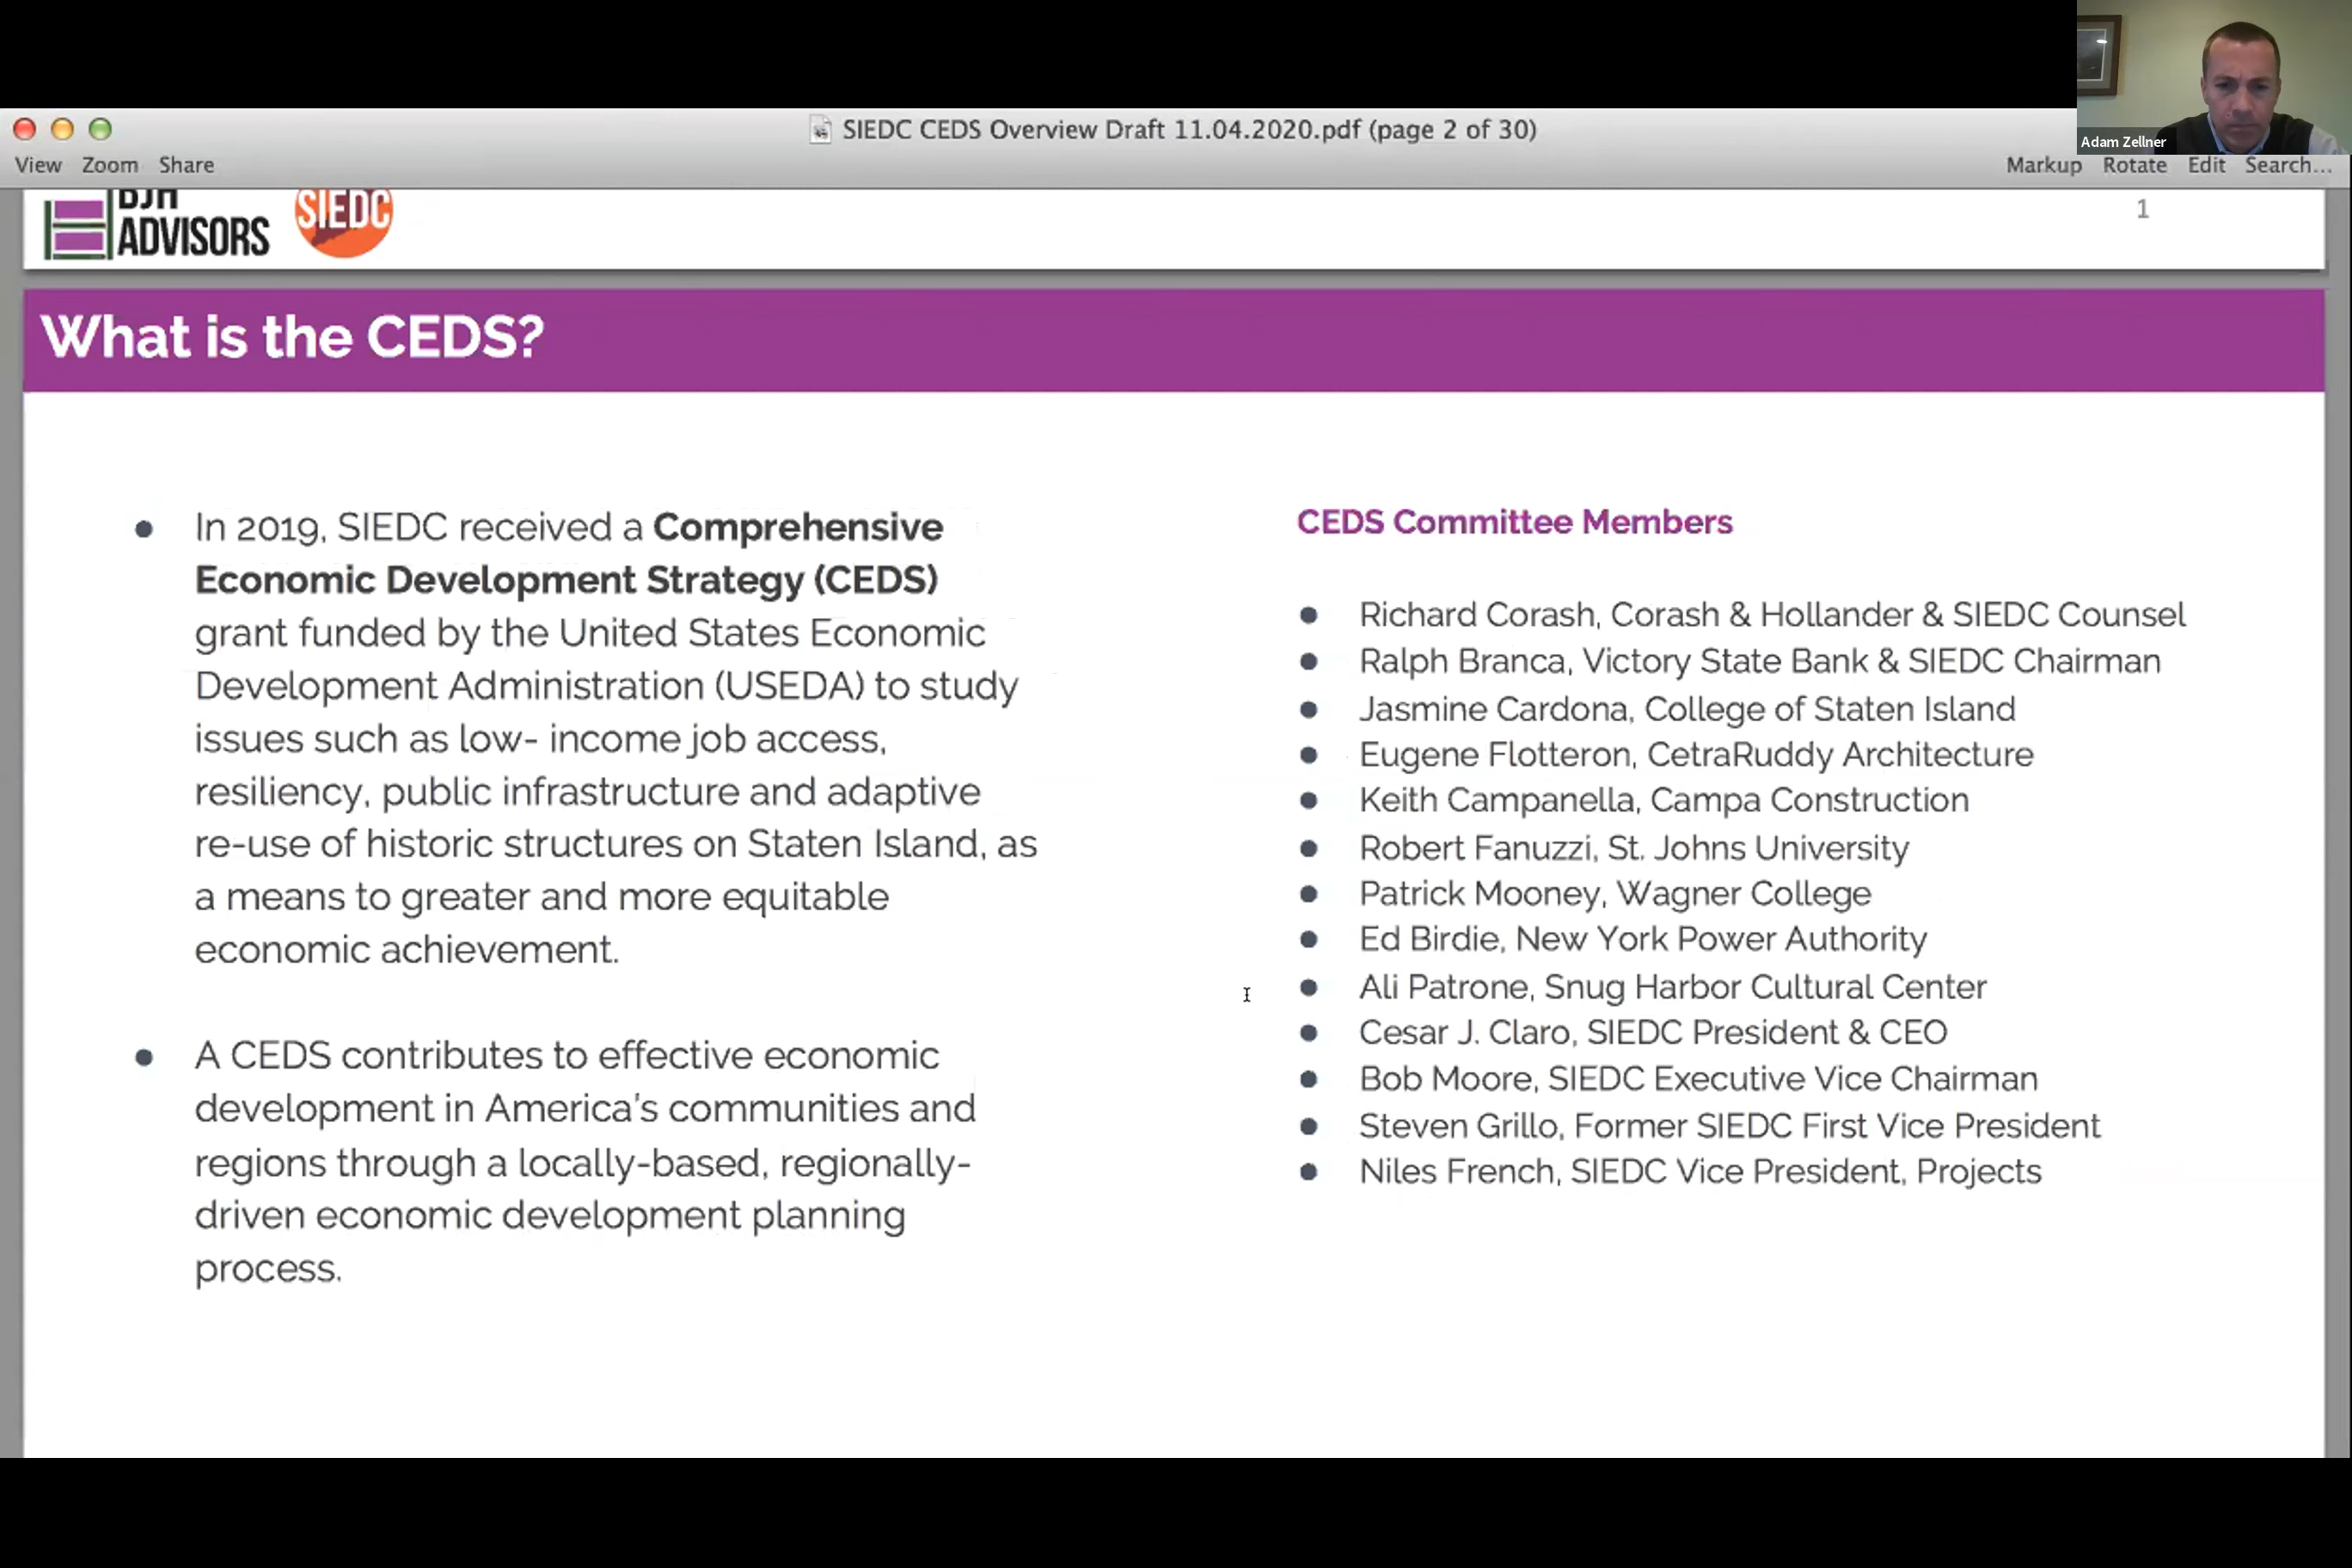 SIEDC CEDS Overview Draft 11.04.2020.pdf (page 2 of 30)
Adam Zellner
View Zoom Share
Markup Rotate Edit Search...
BJH
ADVISORS
SIEDC
1
What is the CEDS?
In 2019, SIEDC received a Comprehensive
Economic Development Strategy (CEDS)
grant funded by the United States Economic
Development Administration (USEDA) to study
issues such as low- income job access,
resiliency, public infrastructure and adaptive
re-use of historic structures on Staten Island, as
a means to greater and more equitable
economic achievement.
A CEDS contributes to effective economic
development in America's communities and
regions through a locally-based, regionally-
driven economic development planning
process.
CEDS Committee Members
Richard Corash, Corash & Hollander & SIEDC Counsel
Ralph Branca, Victory State Bank & SIEDC Chairman
Jasmine Cardona, College of Staten Island
Eugene Flotteron, CetraRuddy Architecture
Keith Campanella, Campa Construction
Robert Fanuzzi, St. Johns University
Patrick Mooney, Wagner College
Ed Birdie, New York Power Authority
Ali Patrone, Snug Harbor Cultural Center
Cesar J. Claro, SIEDC President & CEO
Bob Moore, SIEDC Executive Vice Chairman
Steven Grillo, Former SIEDC First Vice President
Niles French, SIEDC Vice President, Projects